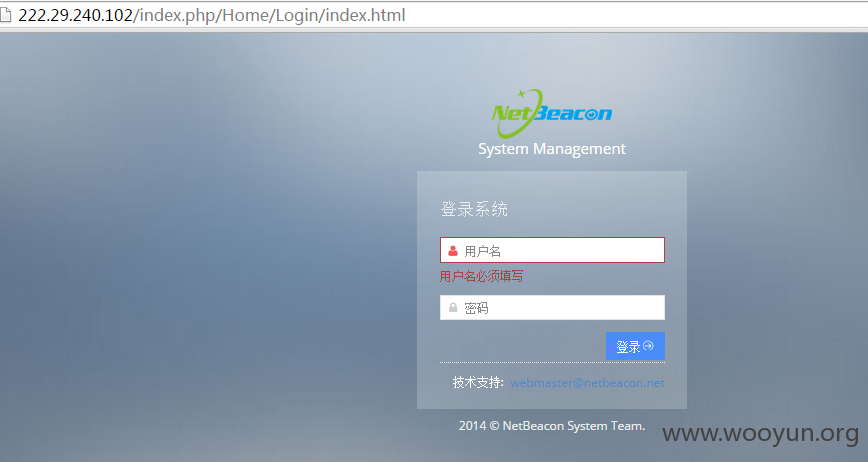 222.29.240.102/index.php/Home/Login/index.html
NetBeacon
System Management
登录系统
用户名
用户名必须填写
密码
登录
技术支持: webmaster@netbeacon.net
2014 © NetBeacon System Team.
www.wooyun.org